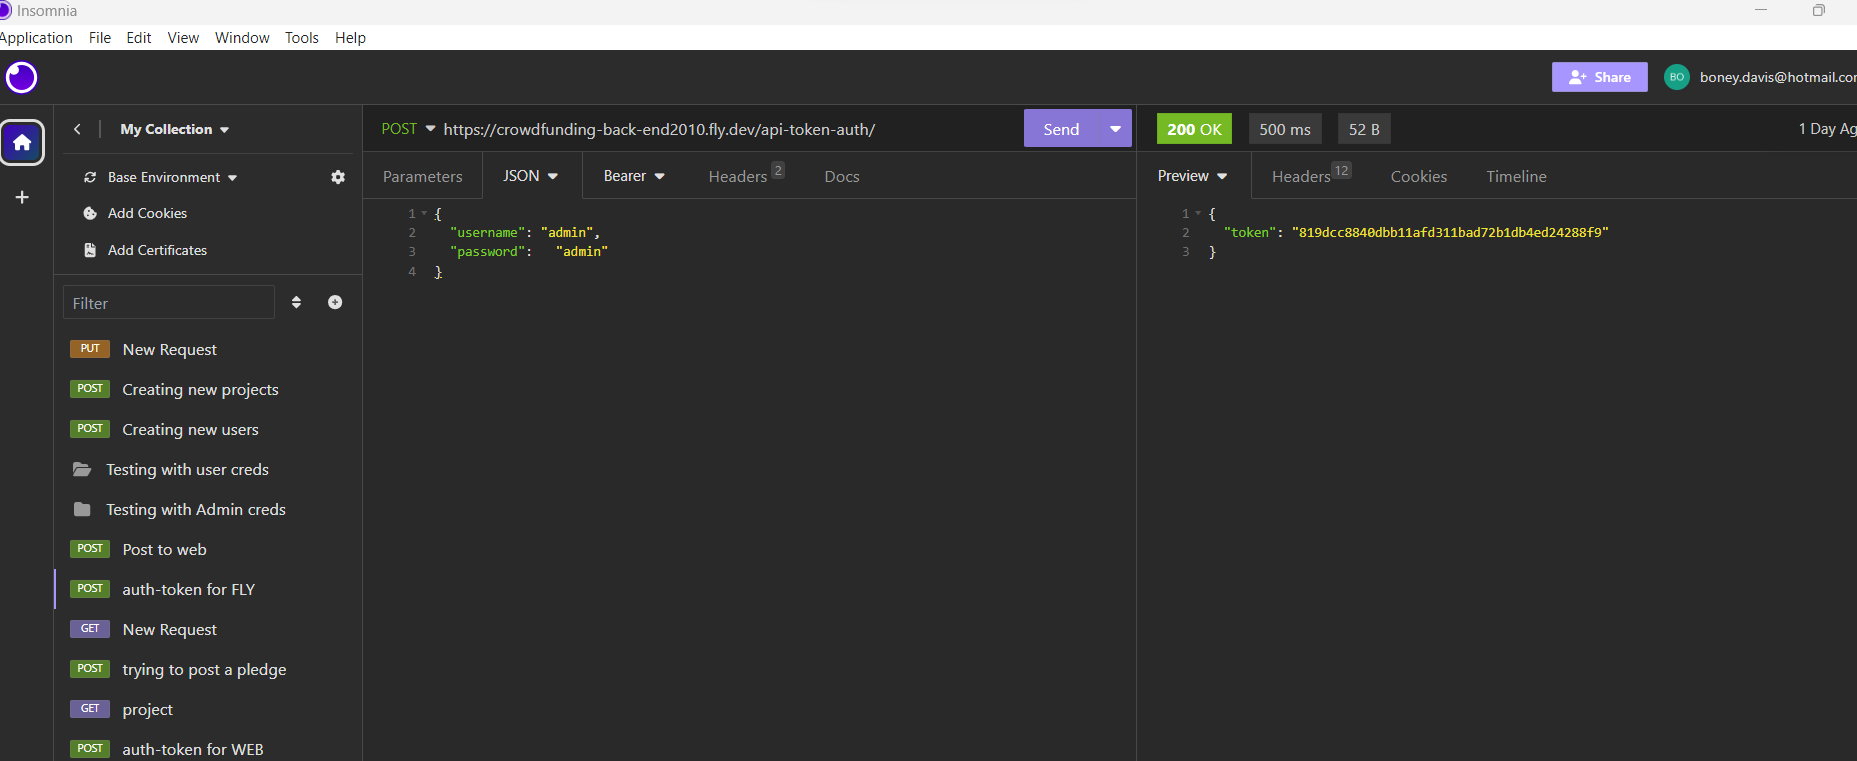 Insomnia
Application File Edit View Window Tools Help
Share BO boney.davis@hotmail.co
My Collection
POST https://crowdfunding-back-end2010.fly.dev/api-token-auth/ Send
200 OK 500 ms 52 B 1 Day Ag
Base Environment
Parameters JSON Bearer Headers 2 Docs
Preview Headers 12 Cookies Timeline
Add Cookies
Add Certificates
1 {
2 "username": "admin",
3 "password": "admin"
4 }
1 {
2 "token": "819dcc8840dbb11afd311bad72b1db4ed24288f9"
3 }
Filter
PUT New Request
POST Creating new projects
POST Creating new users
Testing with user creds
Testing with Admin creds
POST Post to web
POST auth-token for FLY
GET New Request
POST trying to post a pledge
GET project
POST auth-token for WEB